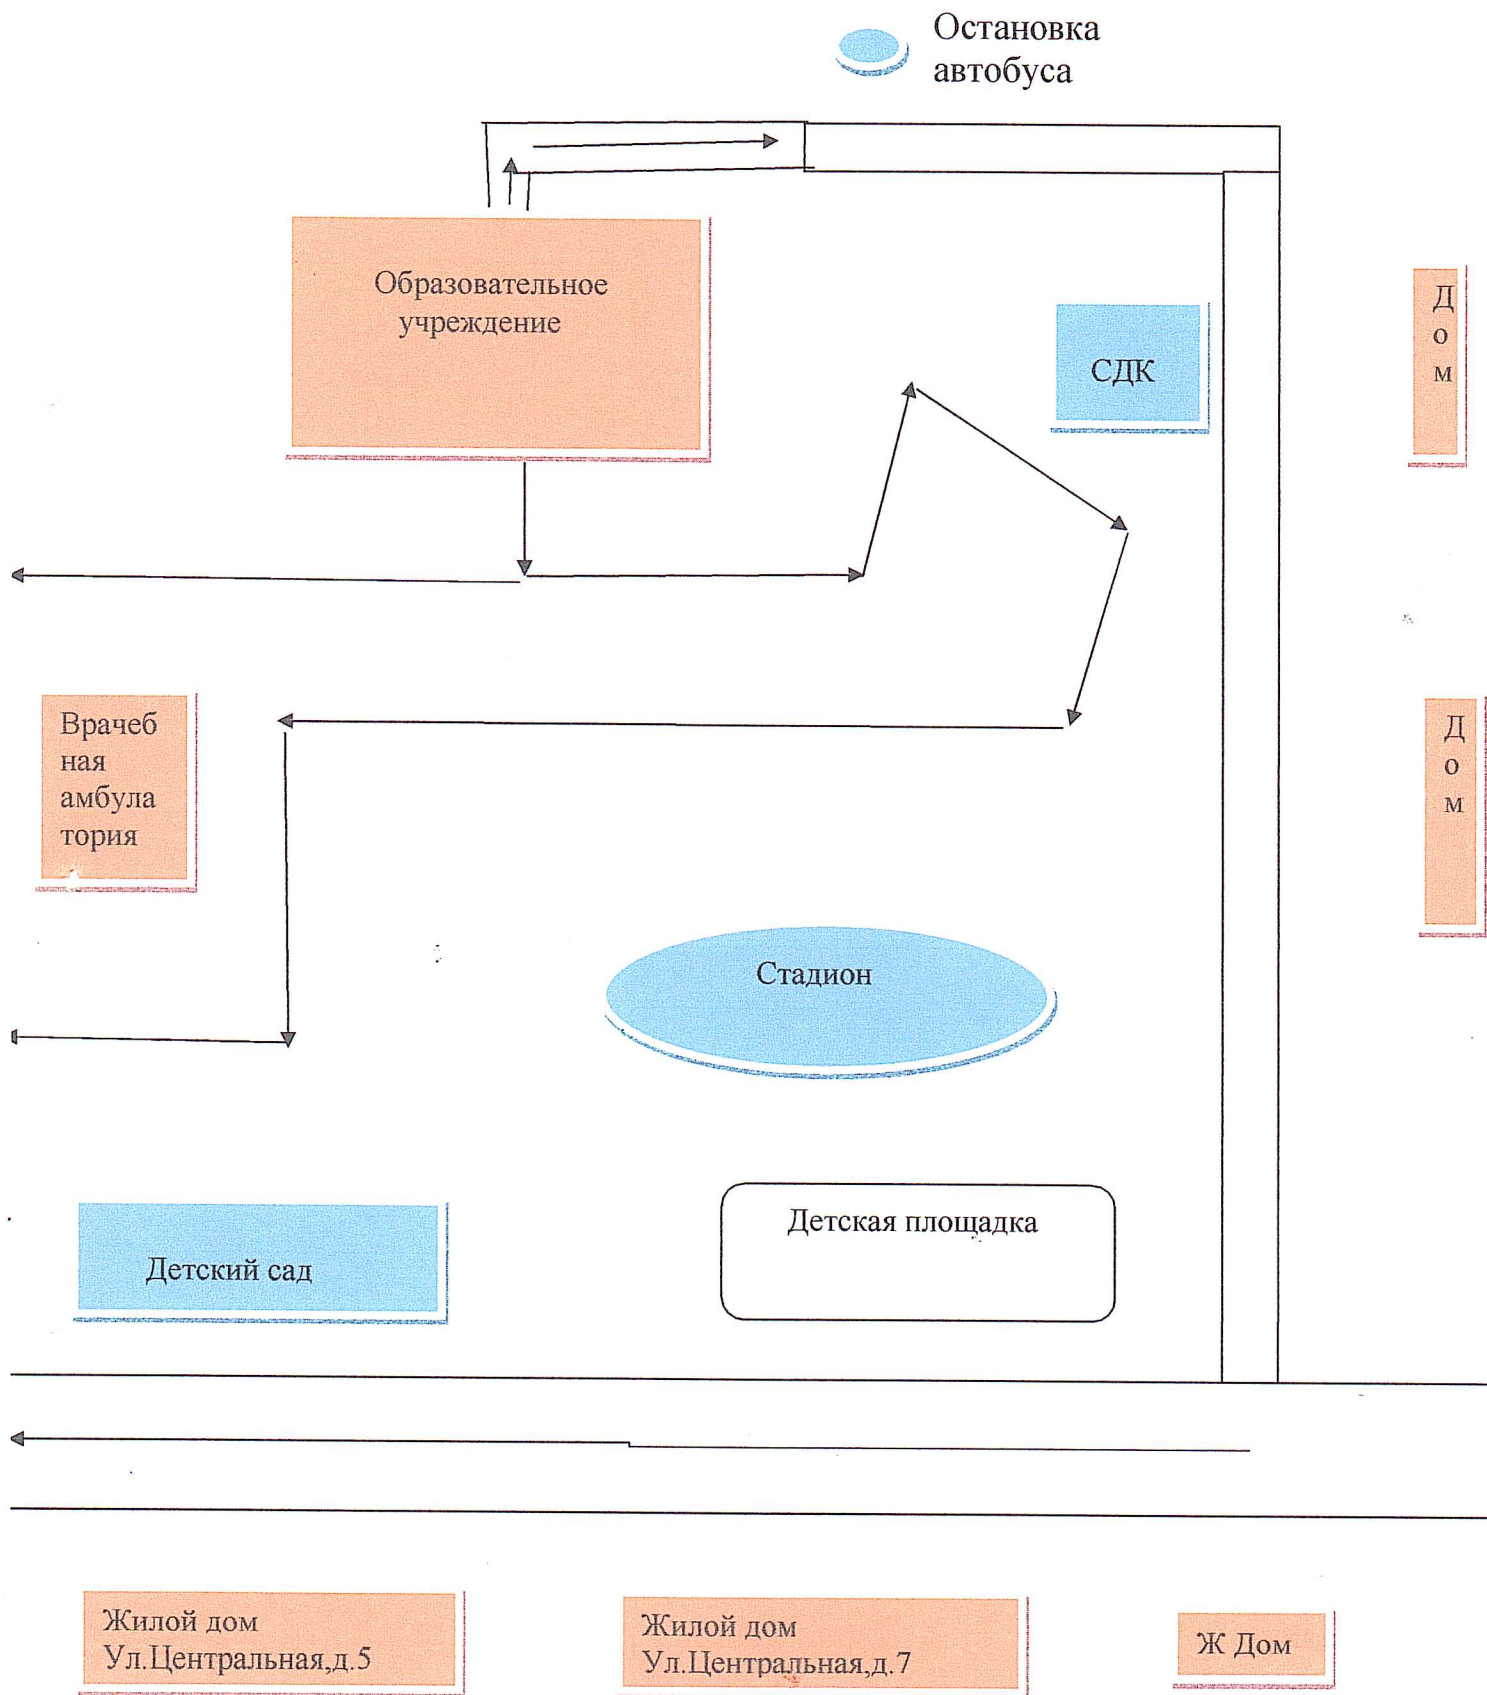 Остановка
автобуса
Образовательное
учреждение
СДК
Д
о
м
Врачеб
ная
амбула
тория
Д
о
м
Стадион
Детская площадка
Детский сад
Жилой дом
Ул.Центральная,д.5
Жилой дом
Ул.Центральная,д.7
Ж Дом